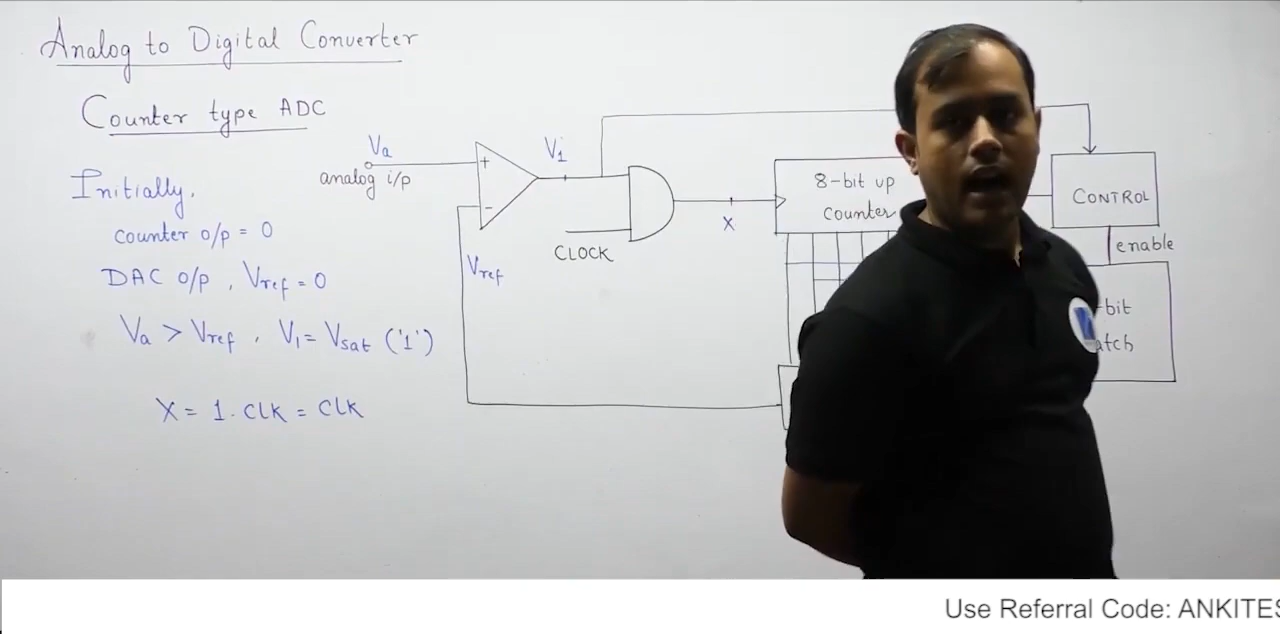 Analog to Digital Converter
Counter type ADC
Va
analog i/p
+
-
V1
CLOCK
X
Vref
8-bit up
Counter
CONTROL
enable
-bit
atch
Initially,
counter o/p = 0
DAC o/p , Vref = 0
Va > Vref , V1 = Vsat ('1')
X = 1 . CLK = CLK
Use Referral Code: ANKITES